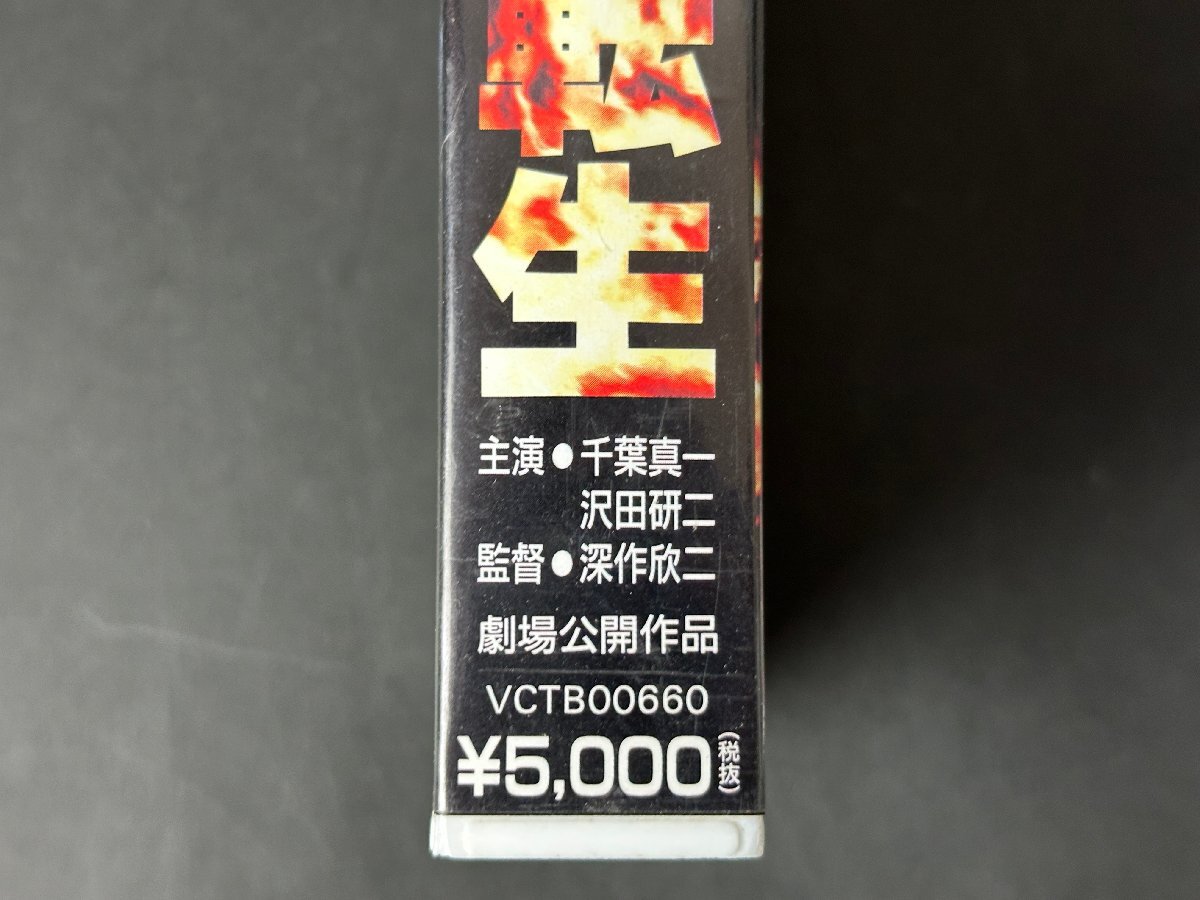 転
生
主演●千葉真一
沢田研二
監督●深作欣二
劇場公開作品
VCTB00660
¥5,000(税抜)